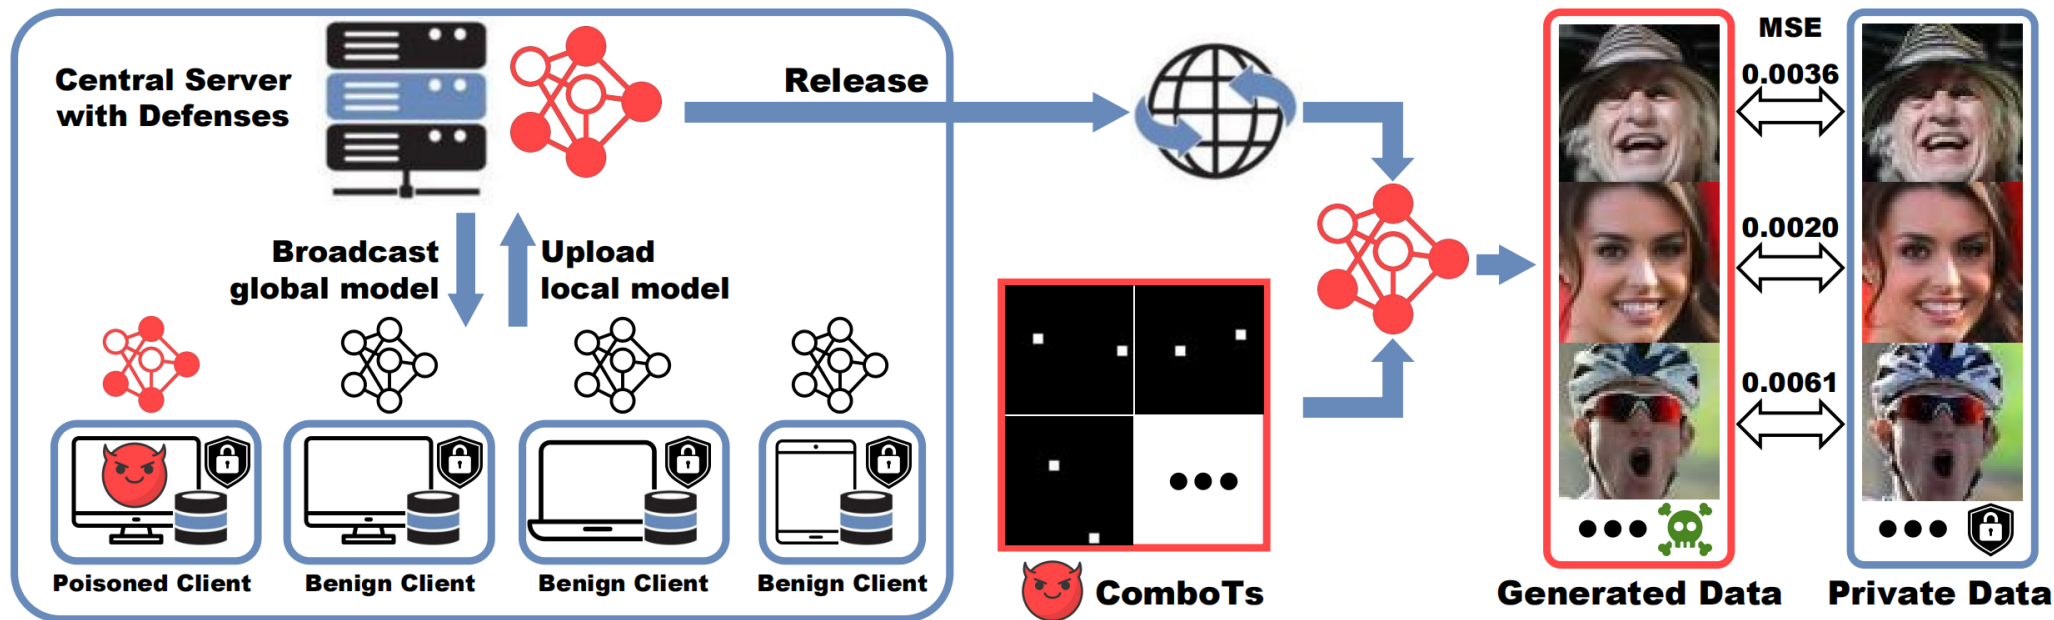 Central Server
with Defenses
Release
Broadcast
global model
Upload
local model
Poisoned Client
Benign Client
Benign Client
Benign Client
ComboTs
MSE
0.0036
0.0020
0.0061
Generated Data
Private Data